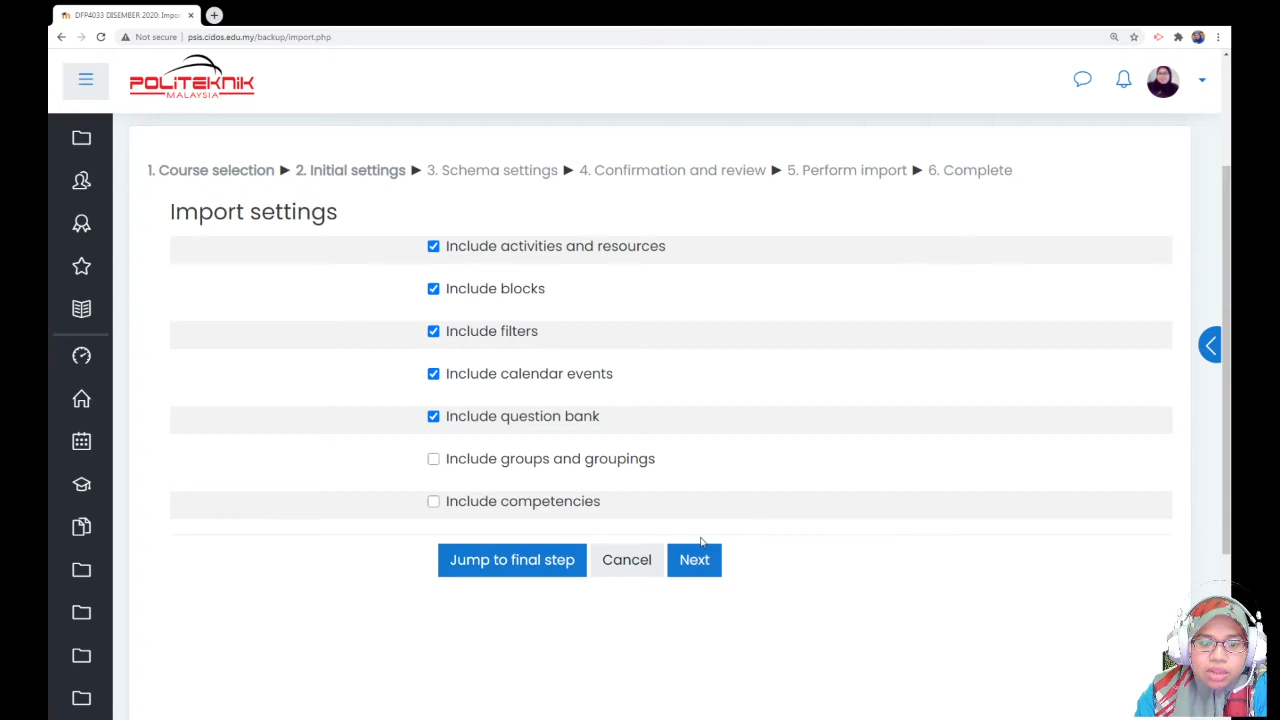 DFP4033 DISEMBER 2020: Impor
Not secure | psis.cidos.edu.my/backup/import.php
POLITEKNIK
MALAYSIA
1. Course selection ► 2. Initial settings ► 3. Schema settings ► 4. Confirmation and review ► 5. Perform import ► 6. Complete
Import settings
Include activities and resources
Include blocks
Include filters
Include calendar events
Include question bank
Include groups and groupings
Include competencies
Jump to final step Cancel Next